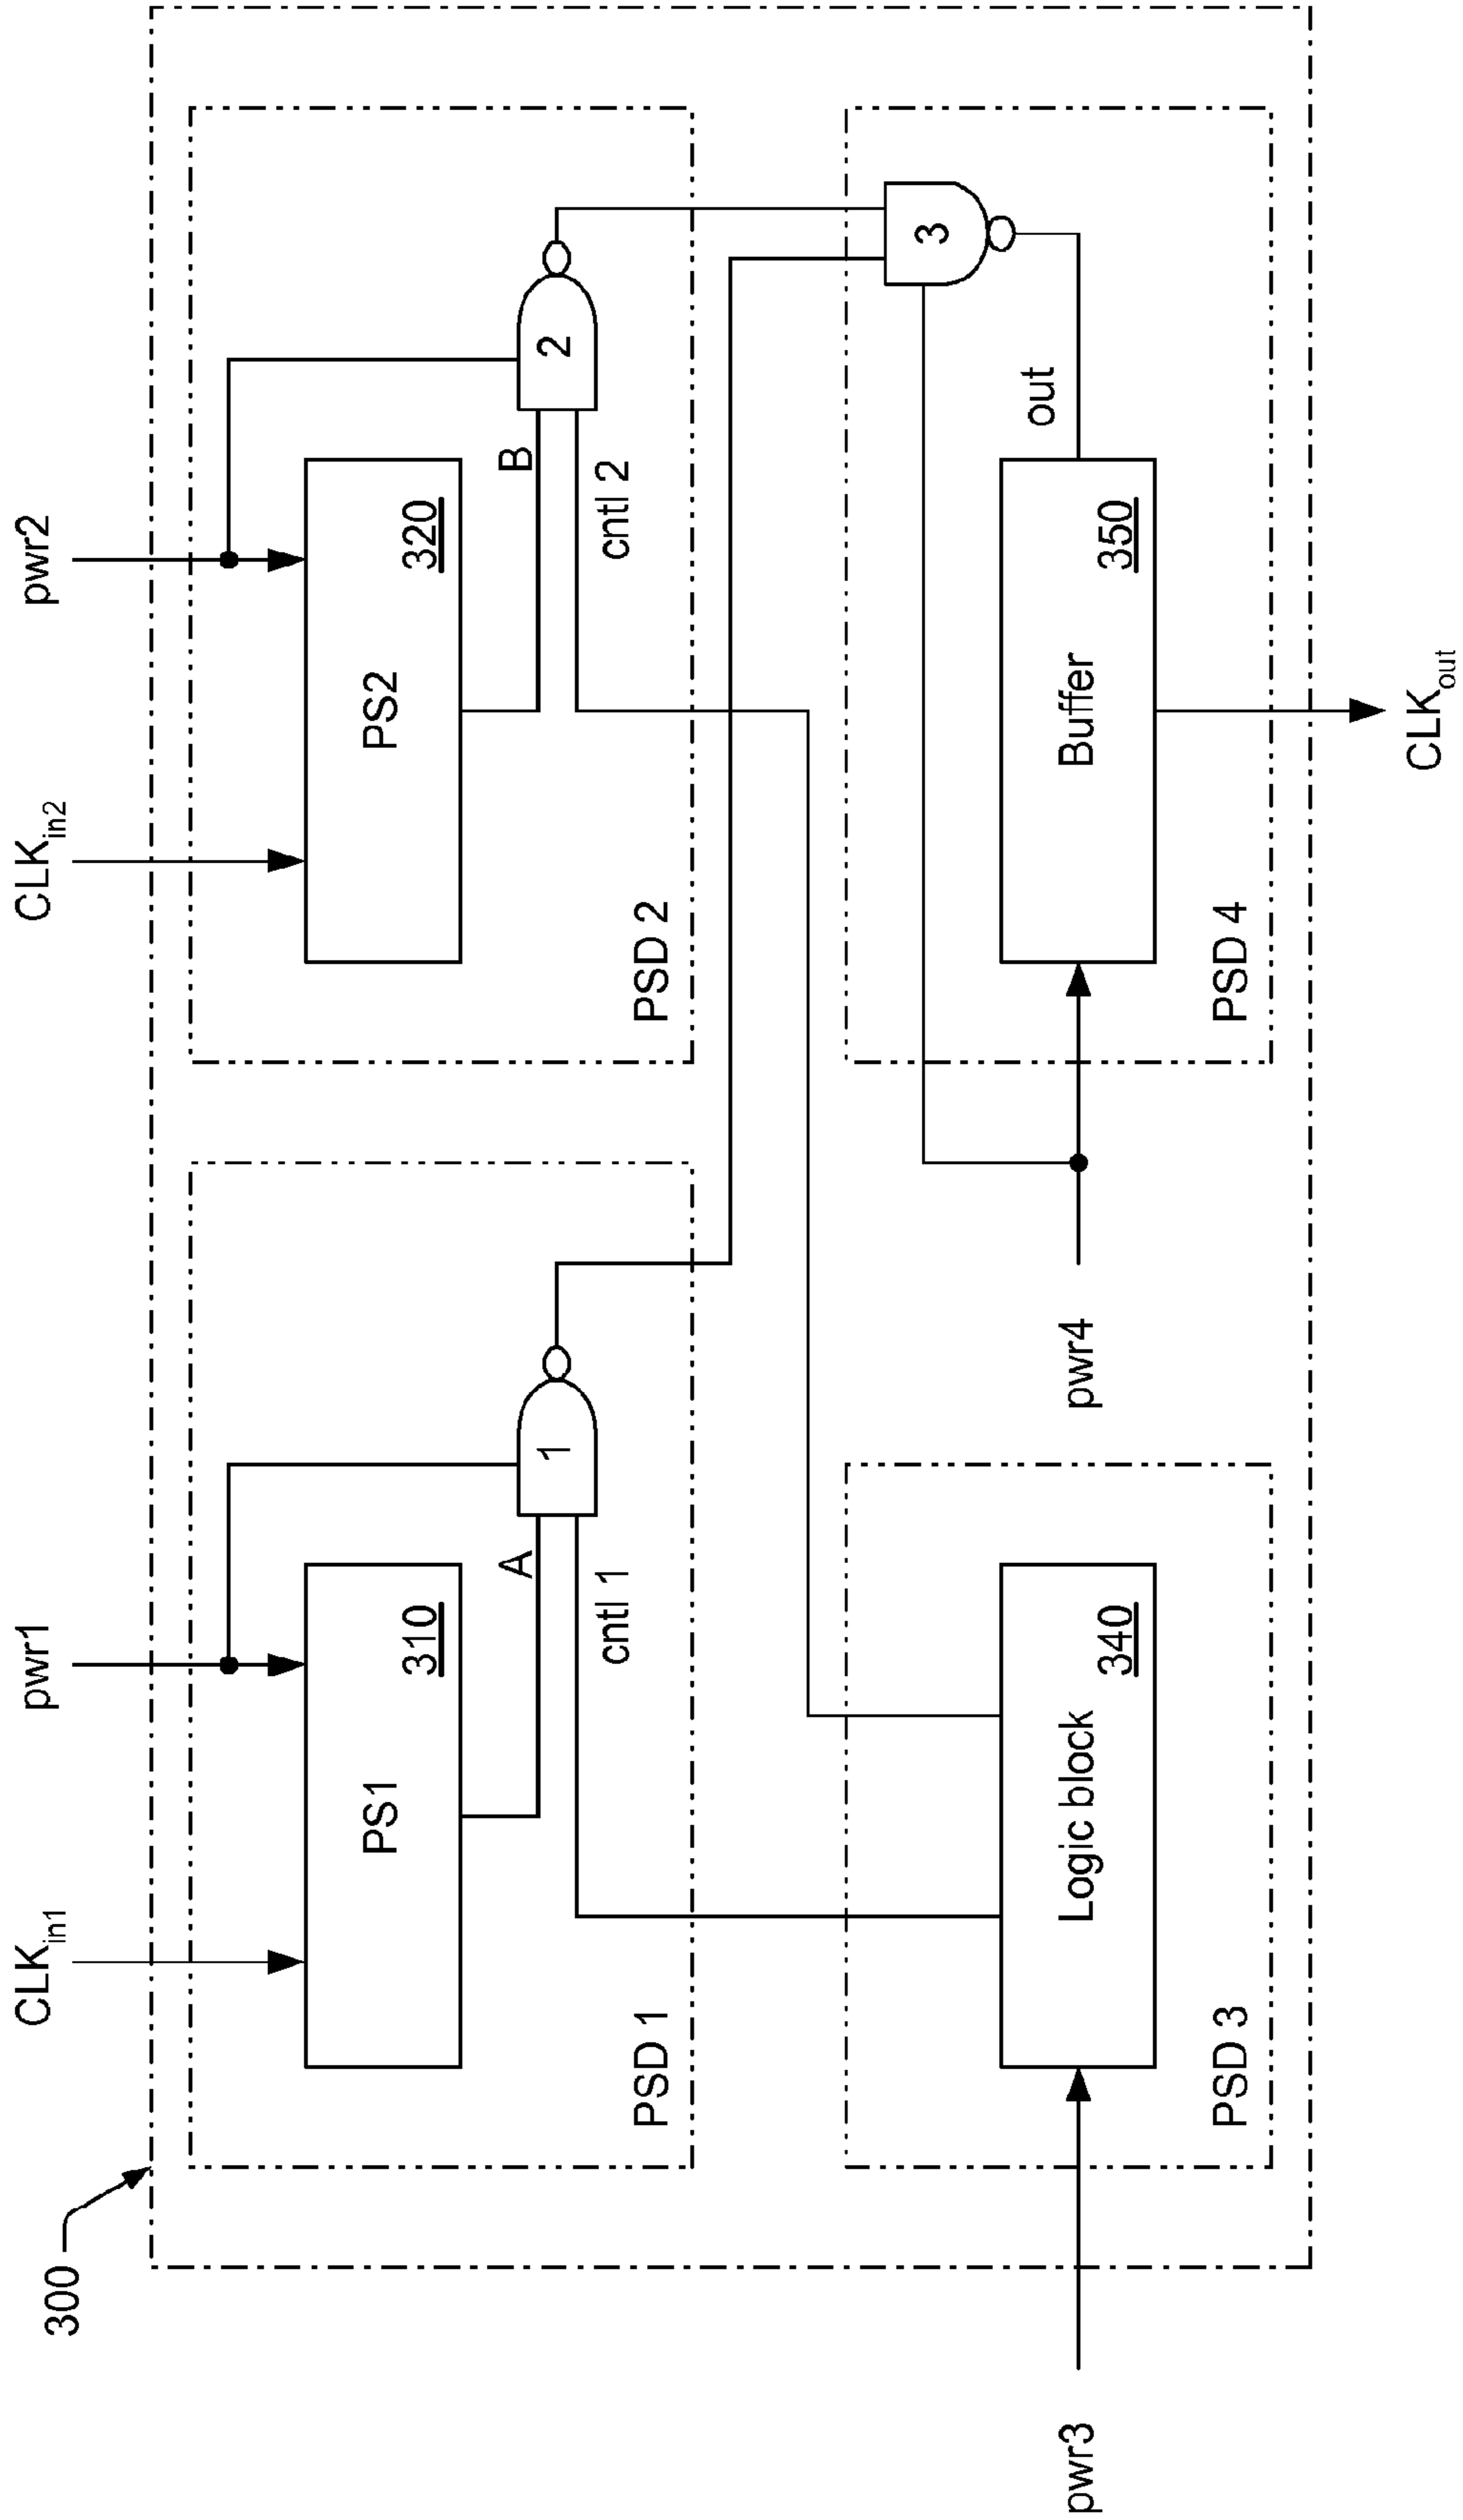 300
CLKin1
pwr1
CLKin2
pwr2
PS1
310
A
cntl 1
1
PSD 1
PS2
320
B
cntl 2
2
PSD 2
3
pwr3
Logic block
340
PSD 3
pwr4
Buffer
350
out
PSD 4
CLKout